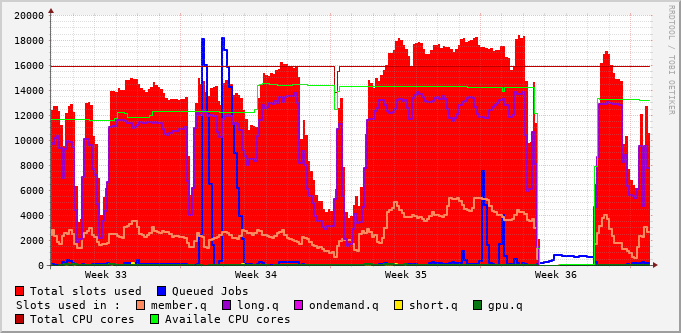 20000
18000
16000
14000
12000
10000
8000
6000
4000
2000
0
Week 33 Week 34 Week 35 Week 36
RRDTOOL / TOBI OETIKER
Total slots used Queued Jobs
Slots used in : member.q long.q ondemand.q short.q gpu.q
Total CPU cores Availale CPU cores